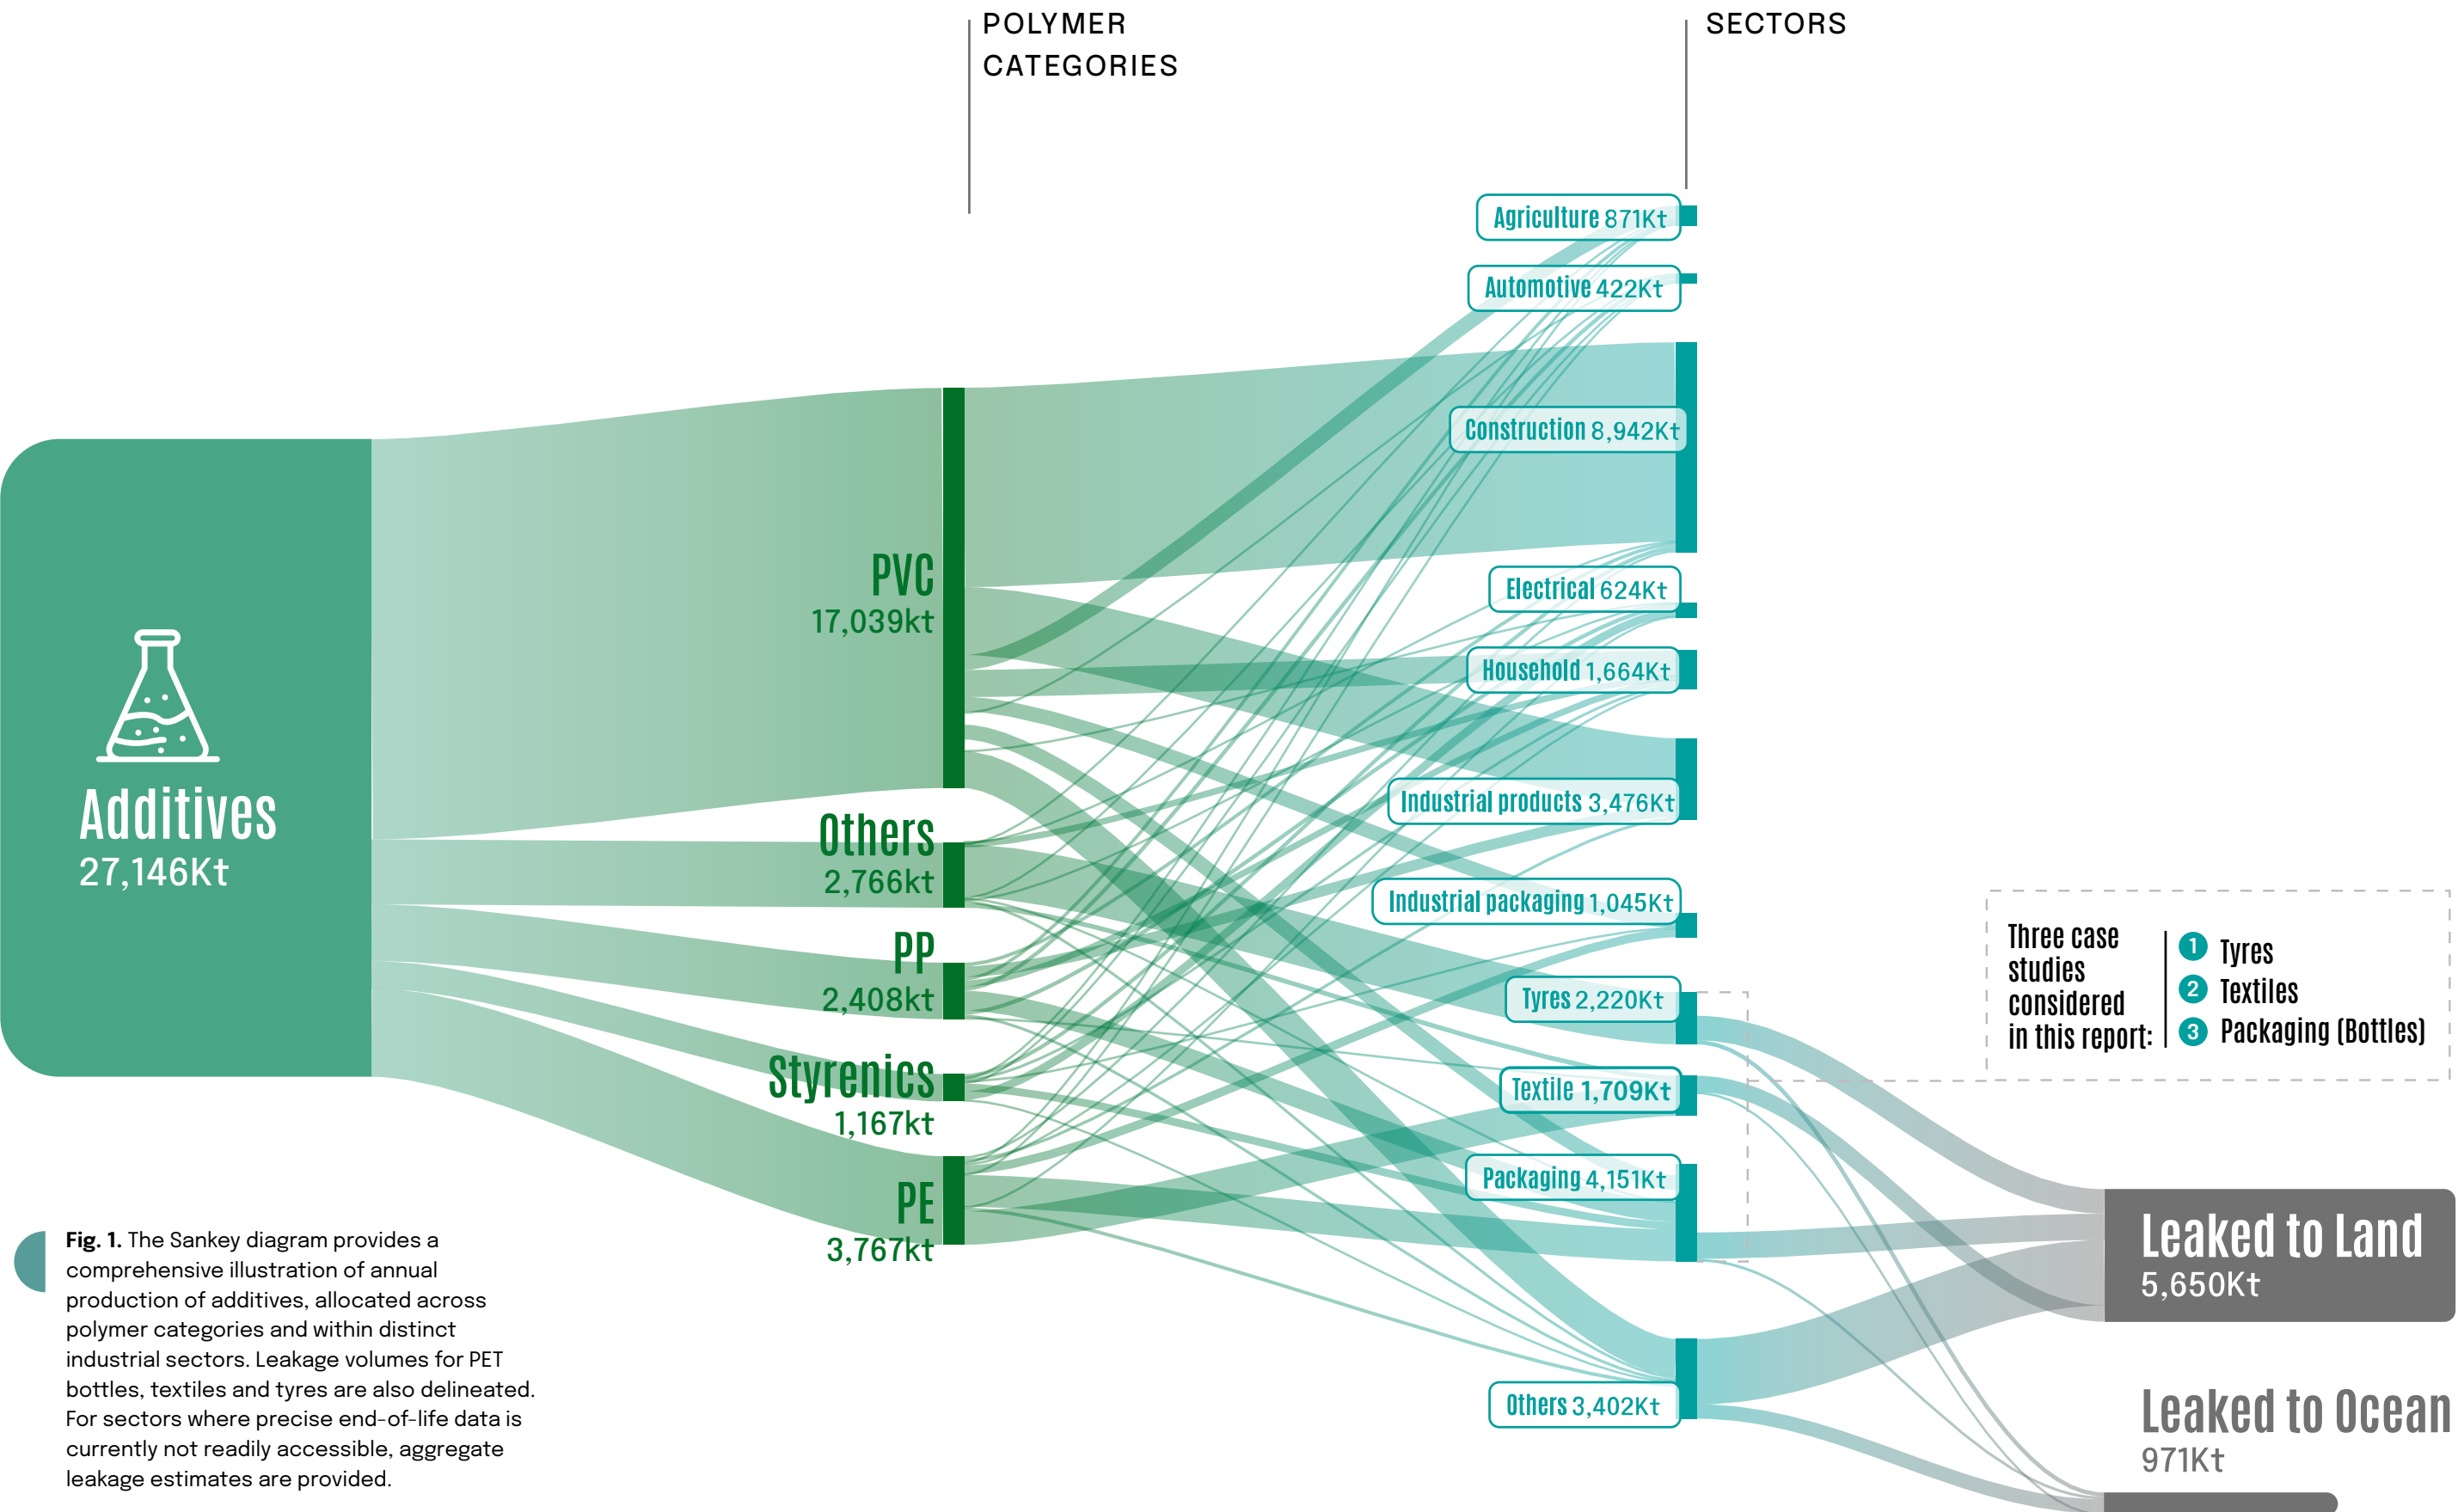 POLYMER
CATEGORIES
SECTORS
Agriculture 871Kt
Automotive 422Kt
Construction 8,942Kt
Electrical 624Kt
Household 1,664Kt
Industrial products 3,476Kt
Industrial packaging 1,045Kt
Tyres 2,220Kt
Textile 1,709Kt
Packaging 4,151Kt
Others 3,402Kt
PVC
17,039kt
Others
2,766kt
PP
2,408kt
Styrenics
1,167kt
PE
3,767kt
Additives
27,146Kt
Three case
studies
considered
in this report:
1 Tyres
2 Textiles
3 Packaging (Bottles)
Leaked to Land
5,650Kt
Leaked to Ocean
971Kt
Fig. 1. The Sankey diagram provides a
comprehensive illustration of annual
production of additives, allocated across
polymer categories and within distinct
industrial sectors. Leakage volumes for PET
bottles, textiles and tyres are also delineated.
For sectors where precise end-of-life data is
currently not readily accessible, aggregate
leakage estimates are provided.